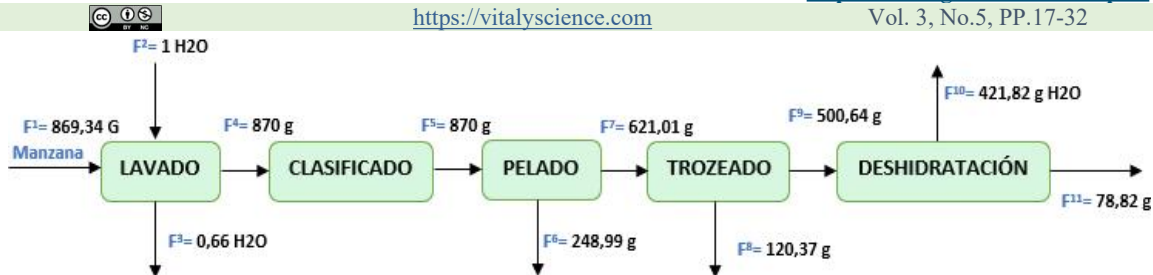 BY NC
https://vitalyscience.com
Vol. 3, No.5, PP.17-32
F²= 1 H2O
F¹= 869,34 G
Manzana
LAVADO
F³= 0,66 H2O
F⁴= 870 g
CLASIFICADO
F⁵= 870 g
PELADO
F⁶= 248,99 g
F⁷= 621,01 g
TROZEADO
F⁸= 120,37 g
F⁹= 500,64 g
DESHIDRATACIÓN
F¹⁰= 421,82 g H2O
F¹¹= 78,82 g